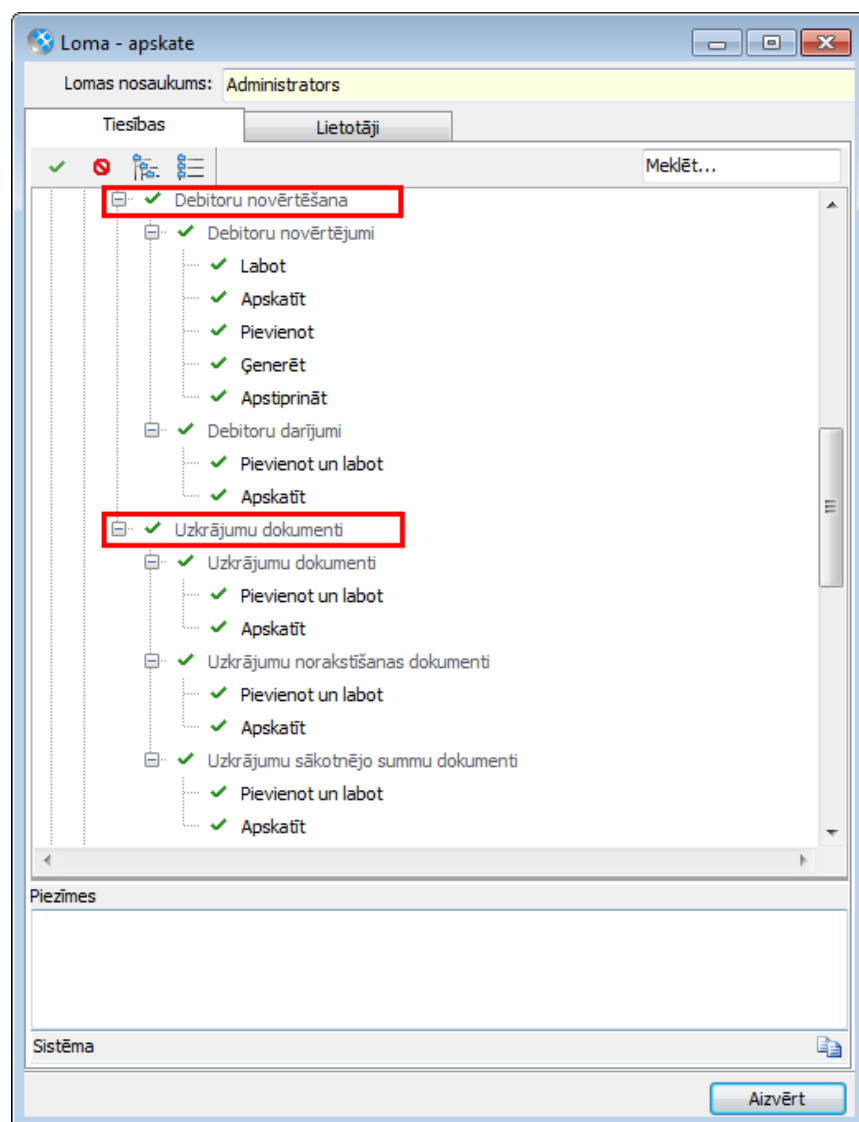 Loma - apskate
Lomas nosaukums: Administrators
Tiesības Lietotāji
Meklēt...
Debitoru novērtēšana
Debitoru novērtējumi
Labot
Apskatīt
Pievienot
Ģenerēt
Apstiprināt
Debitoru darījumi
Pievienot un labot
Apskatīt
Uzkrājumu dokumenti
Uzkrājumu dokumenti
Pievienot un labot
Apskatīt
Uzkrājumu norakstīšanas dokumenti
Pievienot un labot
Apskatīt
Uzkrājumu sākotnējo summu dokumenti
Pievienot un labot
Apskatīt
Piezīmes
Sistēma
Aizvērt